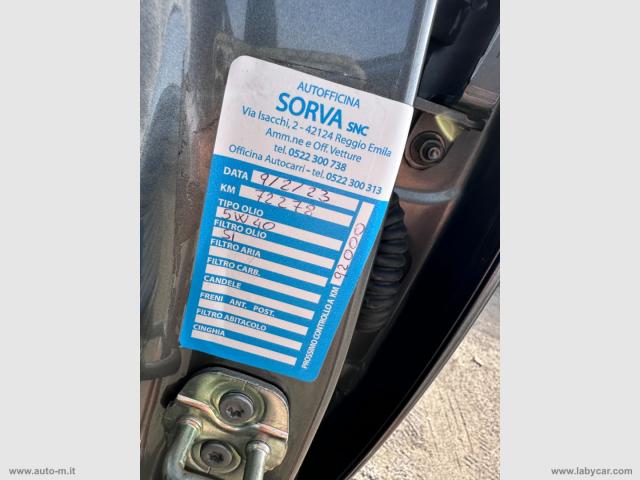 AUTOFFICINA
SORVA SNC
Via Isacchi, 2 - 42124 Reggio Emila
Amm.ne e Off. Vetture
tel. 0522 300 738
Officina Autocarri - tel. 0522 300 313
DATA 9/2/23
KM 72278
TIPO OLIO 5W40
FILTRO OLIO SI
FILTRO ARIA
FILTRO CARB.
CANDELE
FRENI ANT. POST.
FILTRO ABITACOLO
CINGHIA
PROSSIMO CONTROLLO A KM 92000
www.auto-m.it
www.labycar.com